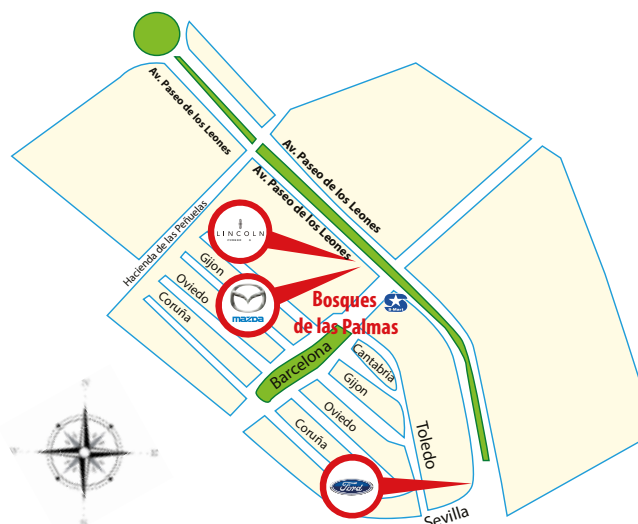 Av. Paseo de los Leones
Av. Paseo de los Leones
Av. Paseo de los Leones
Hacienda de las Peñuelas
LINCOLN
Gijon
Oviedo
Coruña
mazda
Bosques
de las Palmas
Barcelona
Cantabria
Gijon
Oviedo
Coruña
Toledo
Ford
Sevilla
N
W
E
S